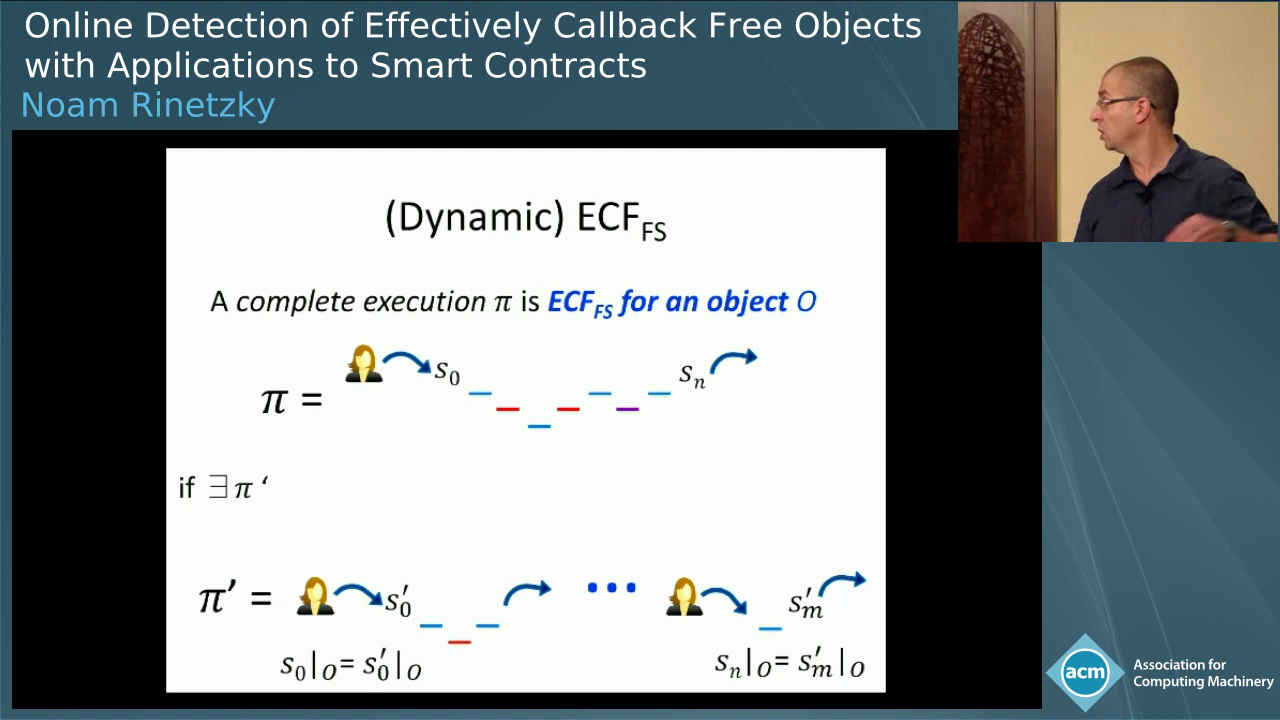 Online Detection of Effectively Callback Free Objects
with Applications to Smart Contracts
Noam Rinetzky
(Dynamic) ECF_FS
A complete execution π is ECF_FS for an object O
π = s_0 s_n
if ∃ π ‘
π’ = s′_0 ... s′_m
s_0|_O = s′_0|_O s_n|_O = s′_m|_O
acm Association for
Computing Machinery